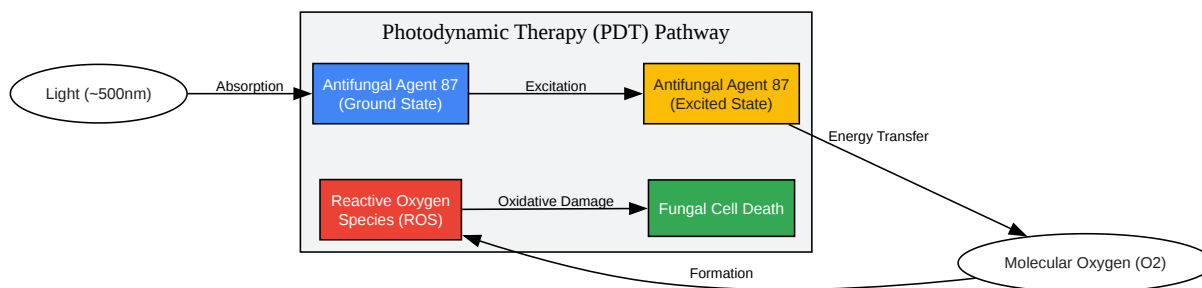 Photodynamic Therapy (PDT) Pathway
Light (~500nm)
Absorption
Antifungal Agent 87
(Ground State)
Excitation
Antifungal Agent 87
(Excited State)
Energy Transfer
Reactive Oxygen
Species (ROS)
Oxidative Damage
Fungal Cell Death
Formation
Molecular Oxygen (O2)